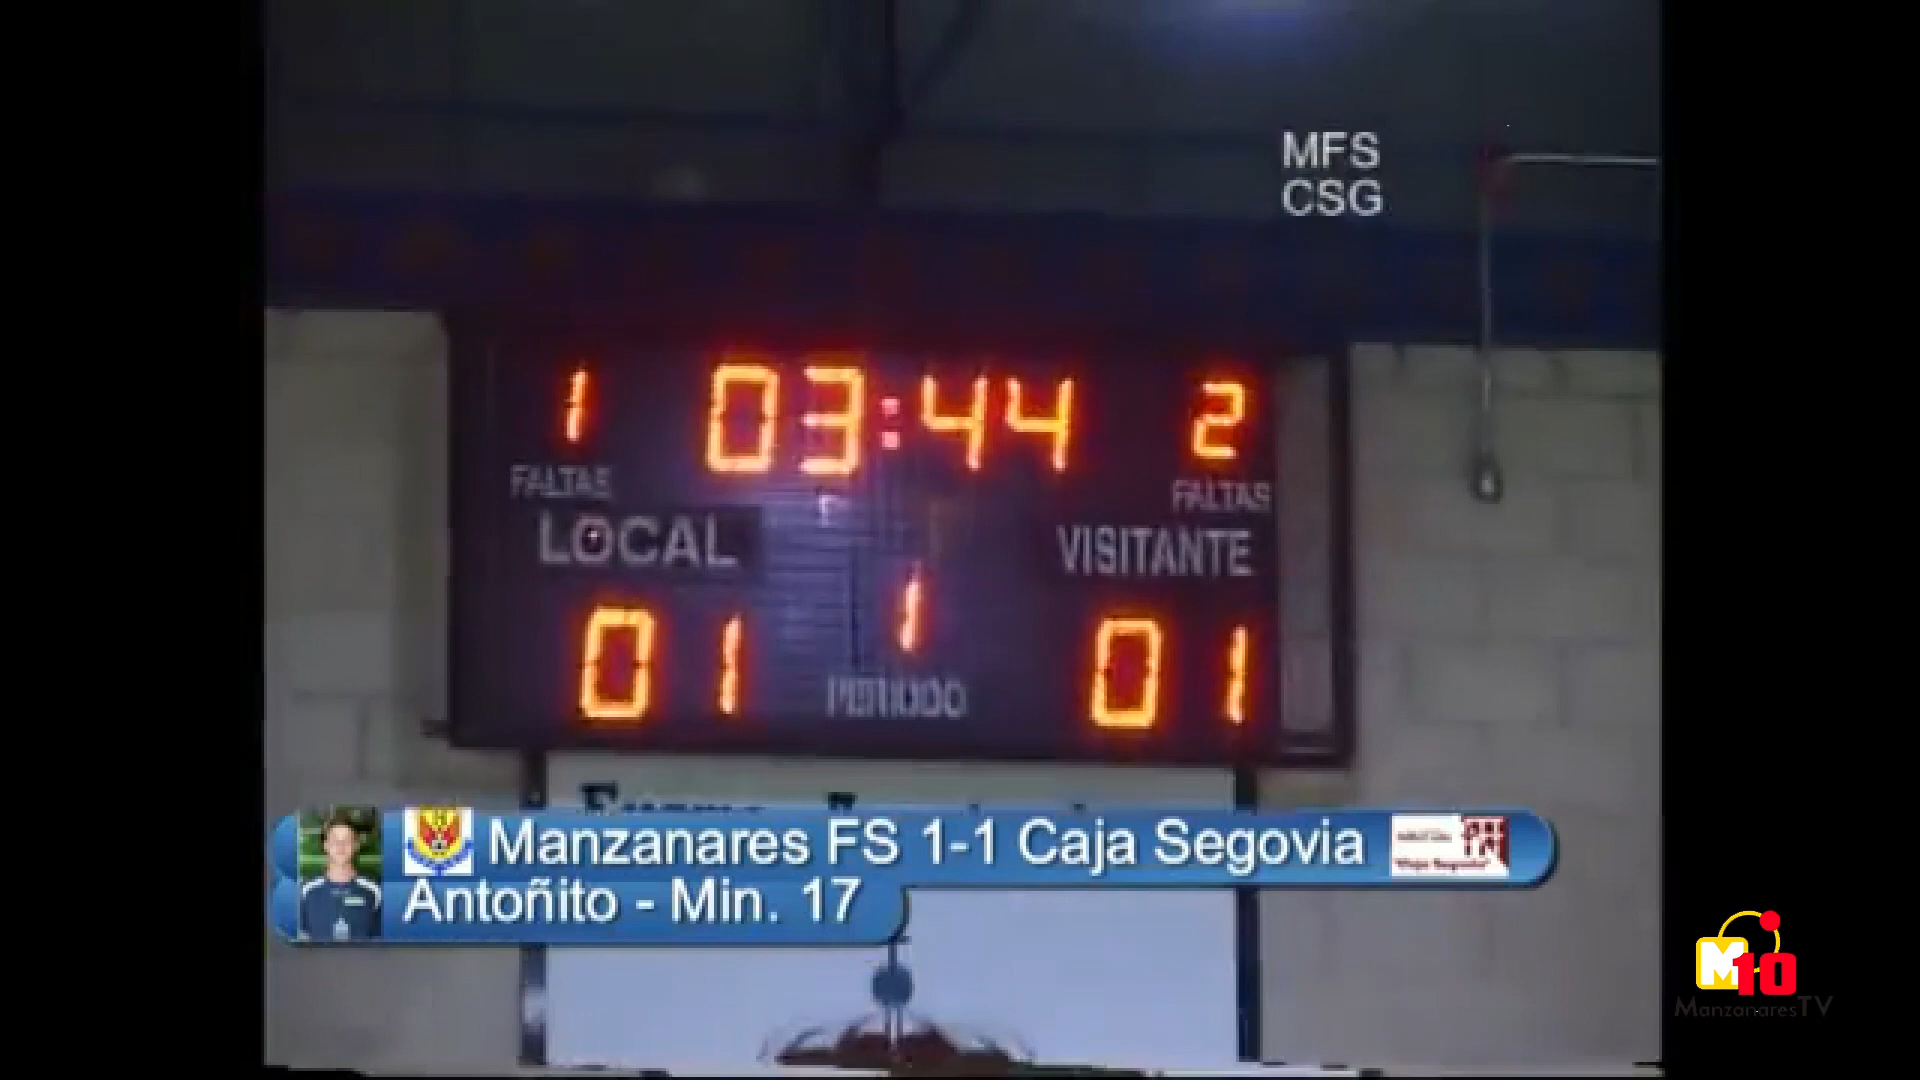 MFS
CSG
1 03:44 2
FALTAS FALTAS
LOCAL VISITANTE
01 1 01
PERIODO
Manzanares FS 1-1 Caja Segovia
Antoñito - Min. 17
M10
ManzanaresTV